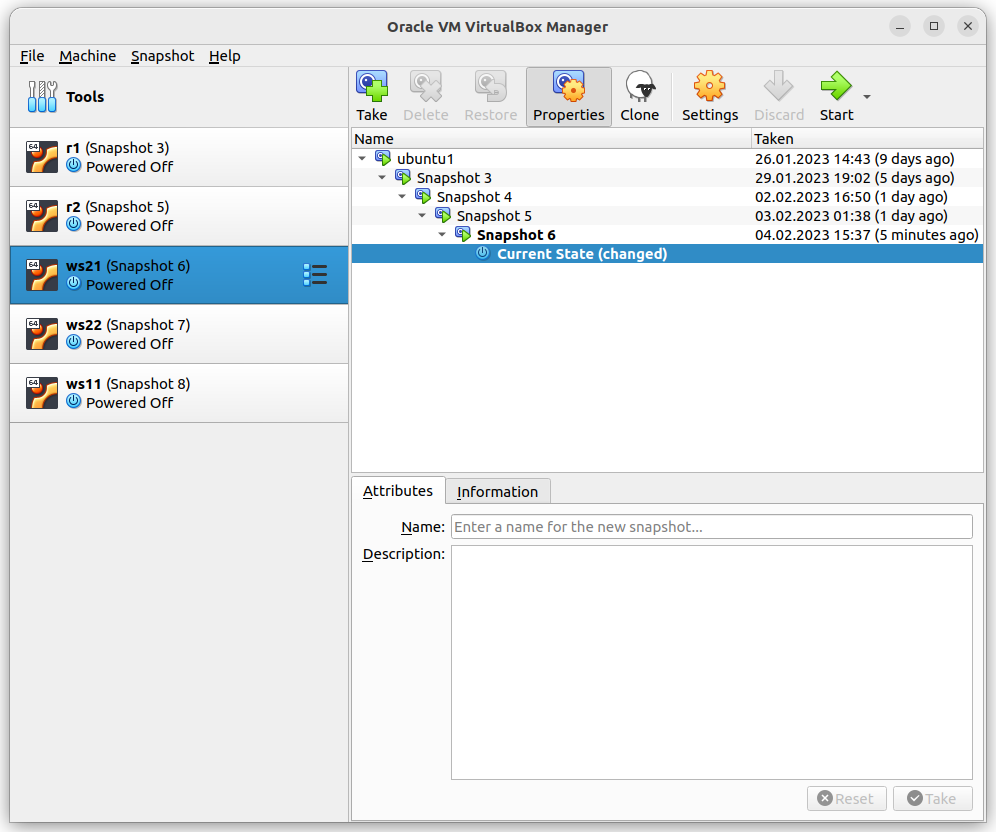 Oracle VM VirtualBox Manager
File Machine Snapshot Help
Tools
Take Delete Restore Properties Clone Settings Discard Start
64
r1 (Snapshot 3)
Powered Off
64
r2 (Snapshot 5)
Powered Off
64
ws21 (Snapshot 6)
Powered Off
64
ws22 (Snapshot 7)
Powered Off
64
ws11 (Snapshot 8)
Powered Off
Name Taken
ubuntu1 26.01.2023 14:43 (9 days ago)
Snapshot 3 29.01.2023 19:02 (5 days ago)
Snapshot 4 02.02.2023 16:50 (1 day ago)
Snapshot 5 03.02.2023 01:38 (1 day ago)
Snapshot 6 04.02.2023 15:37 (5 minutes ago)
Current State (changed)
Attributes Information
Name: Enter a name for the new snapshot...
Description:
Reset Take